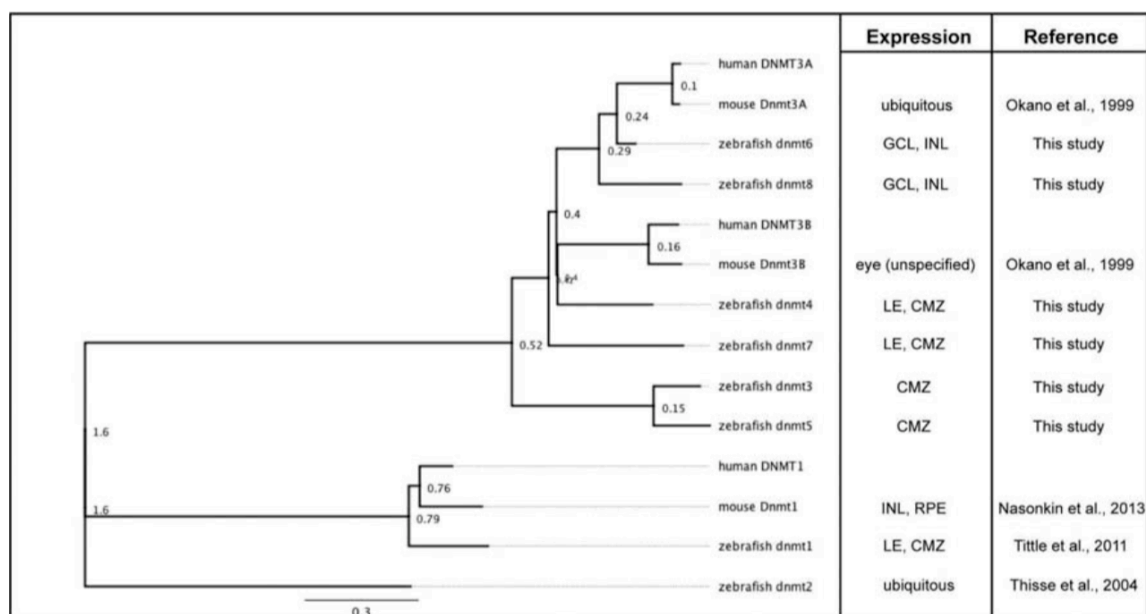 Expression Reference
human DNMT3A
0.1
mouse Dnmt3A ubiquitous Okano et al., 1999
0.24
zebrafish dnmt6 GCL, INL This study
0.29
zebrafish dnmt8 GCL, INL This study
0.4
human DNMT3B
0.16
mouse Dnmt3B eye (unspecified) Okano et al., 1999
zebrafish dnmt4 LE, CMZ This study
0.52
zebrafish dnmt7 LE, CMZ This study
zebrafish dnmt3 CMZ This study
0.15
zebrafish dnmt5 CMZ This study
1.6
human DNMT1
0.76
mouse Dnmt1 INL, RPE Nasonkin et al., 2013
1.6
0.79
zebrafish dnmt1 LE, CMZ Tittle et al., 2011
zebrafish dnmt2 ubiquitous Thisse et al., 2004
0.3